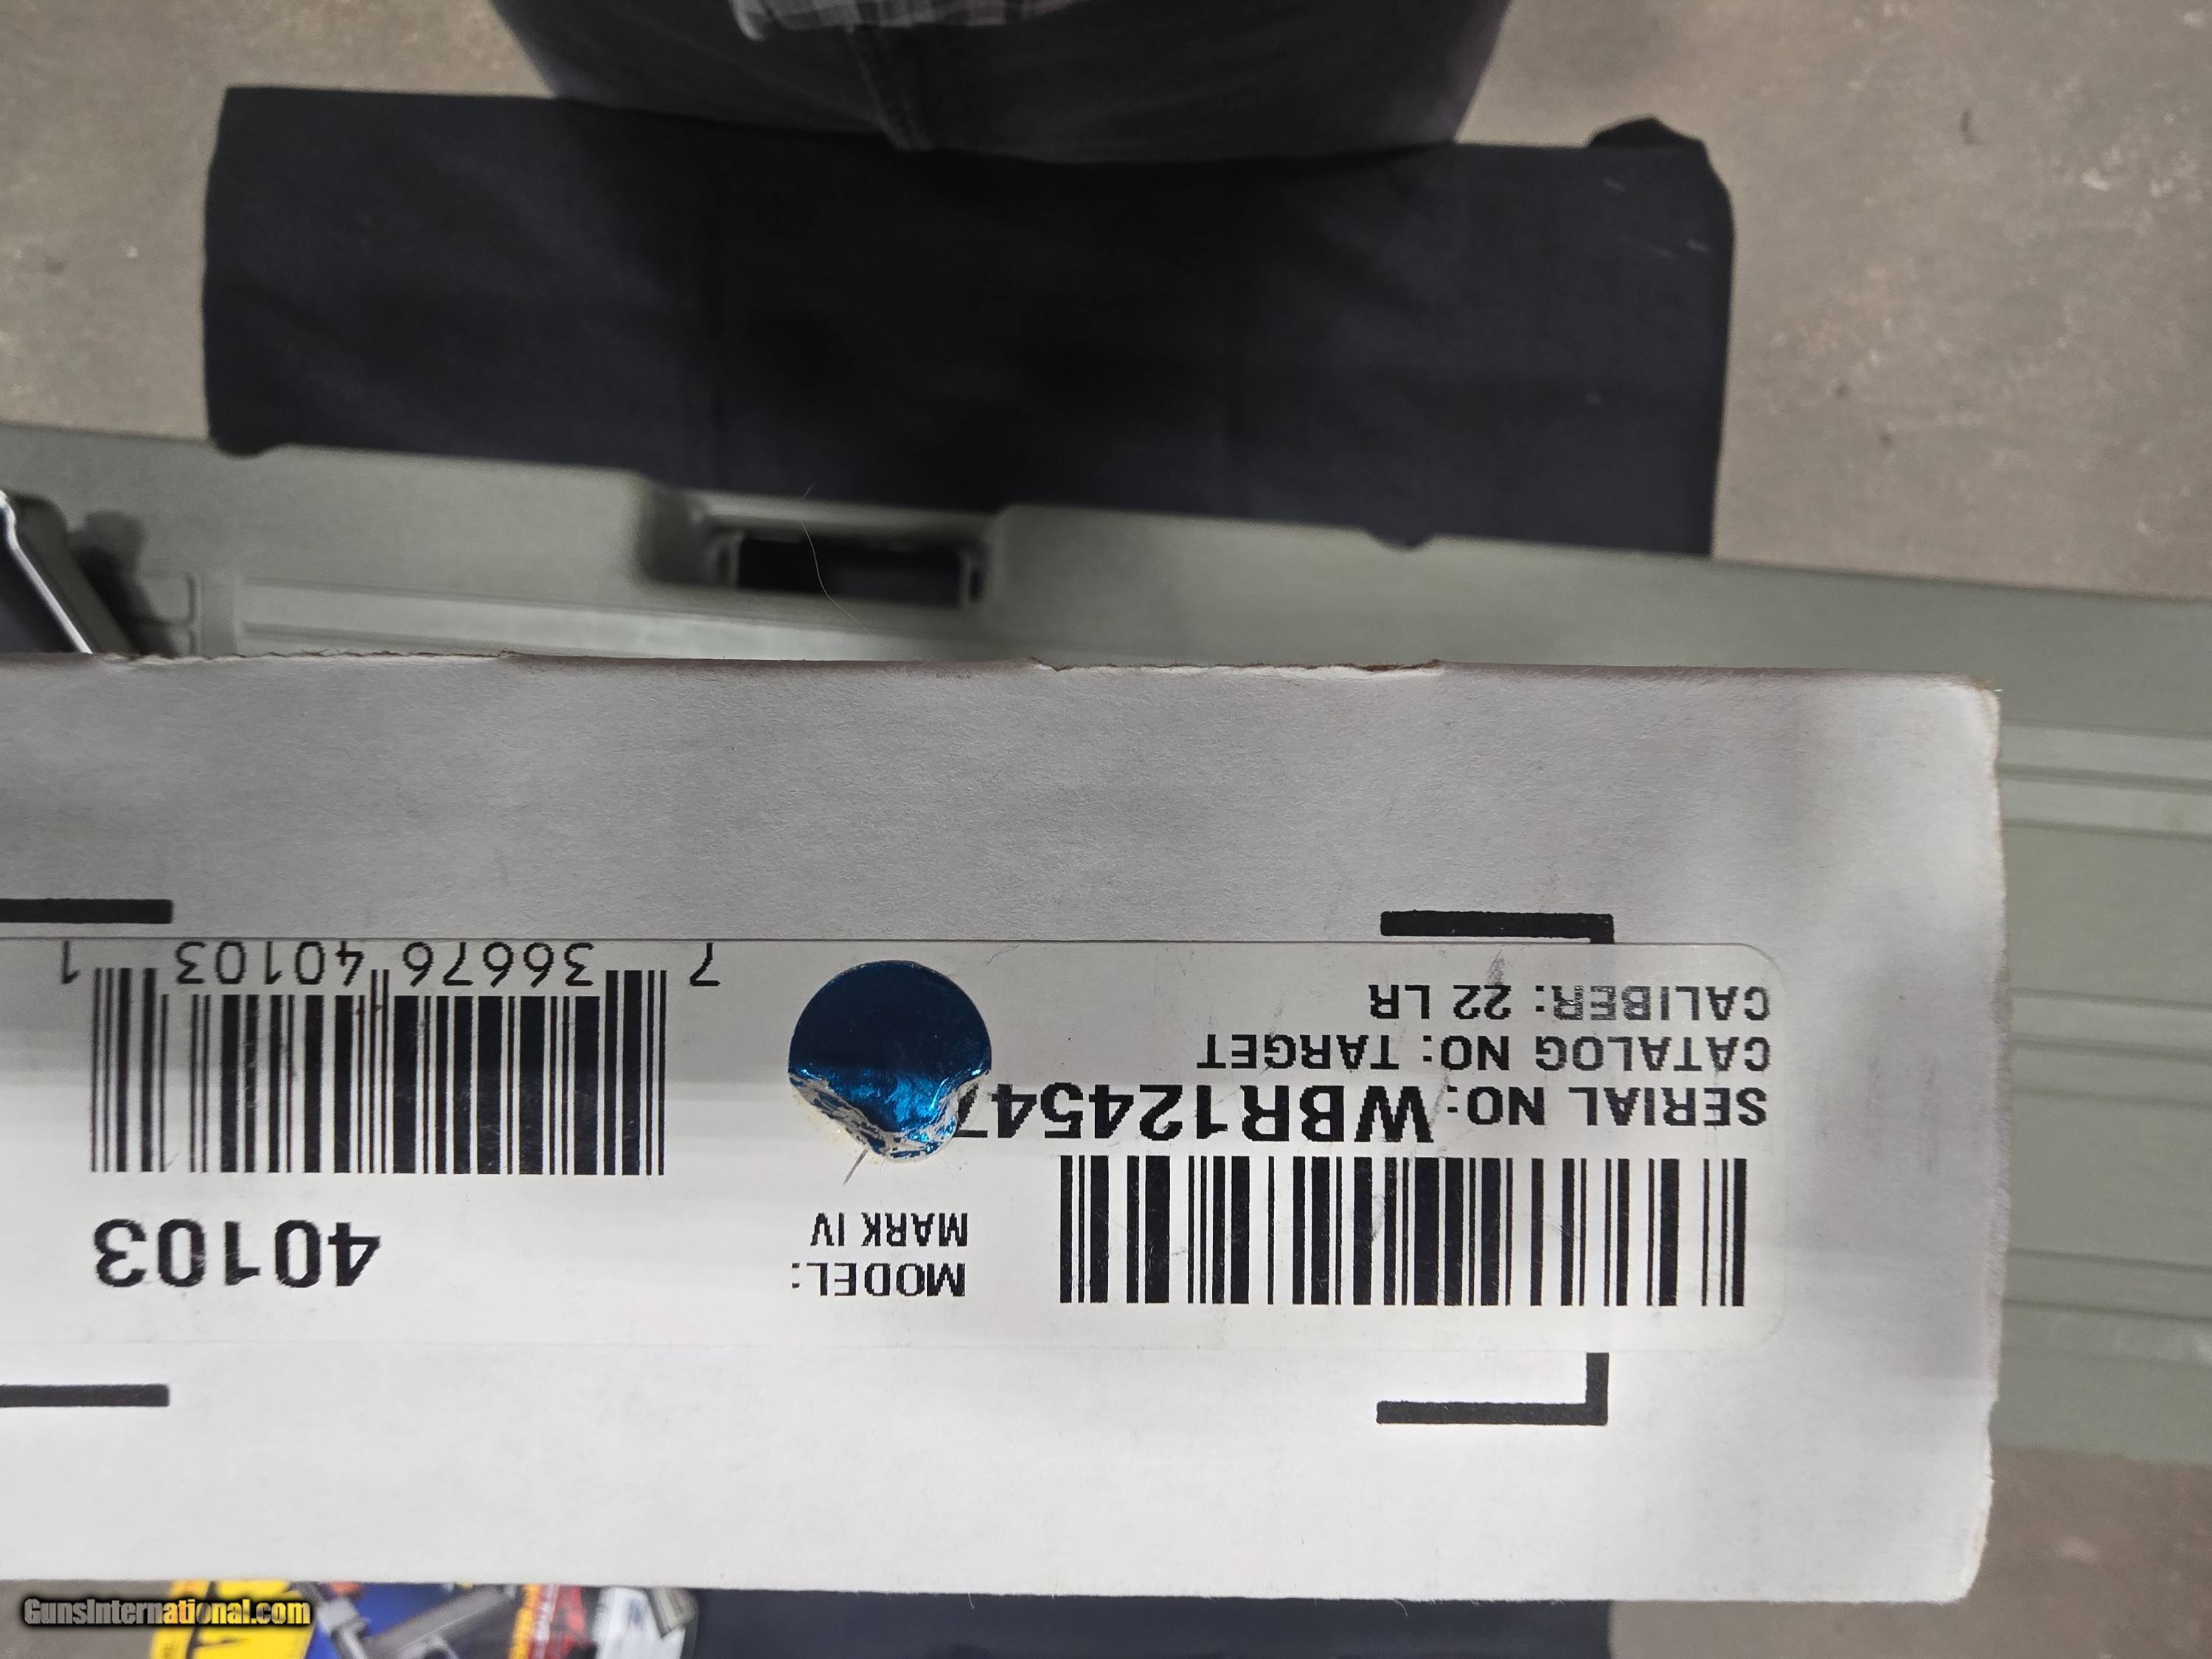 40103
7 36676 40103 1
MODEL:
MARK IV
SERIAL NO: WBR124547
CATALOG NO: TARGET
CALIBER: 22 LR
GunsInternational.com